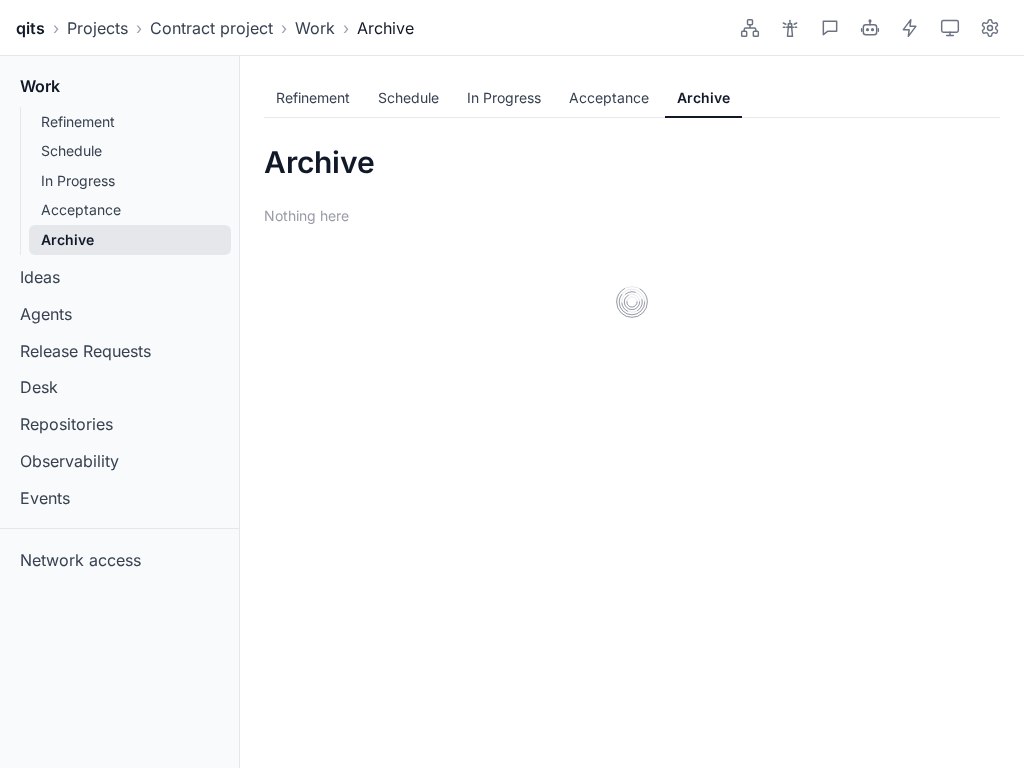 qits › Projects › Contract project › Work › Archive
Work
Refinement
Schedule
In Progress
Acceptance
Archive
Ideas
Agents
Release Requests
Desk
Repositories
Observability
Events
Network access
Refinement Schedule In Progress Acceptance Archive
Archive
Nothing here